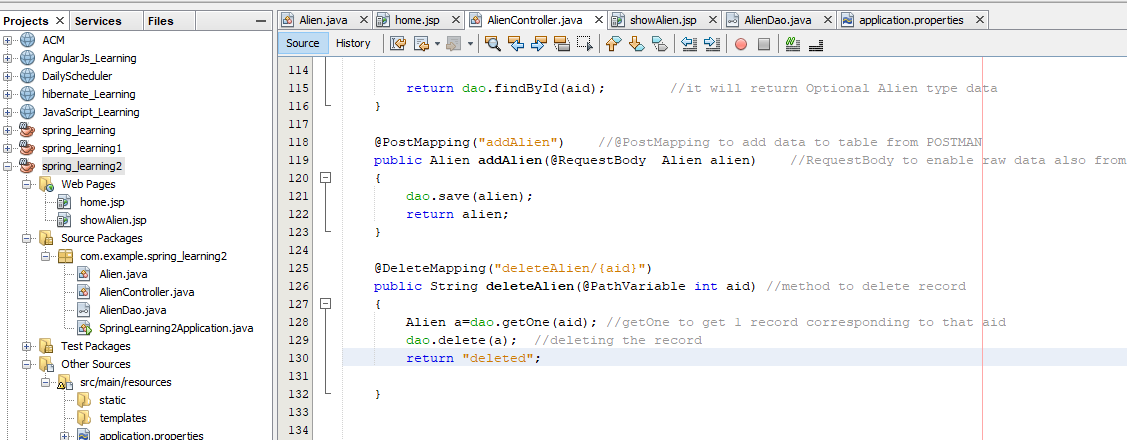 Projects Services Files
ACM
AngularJs_Learning
DailyScheduler
hibernate_Learning
JavaScript_Learning
spring_learning
spring_learning1
spring_learning2
Web Pages
home.jsp
showAlien.jsp
Source Packages
com.example.spring_learning2
Alien.java
AlienController.java
AlienDao.java
SpringLearning2Application.java
Test Packages
Other Sources
src/main/resources
static
templates
application.properties
Alien.java home.jsp AlienController.java showAlien.jsp AlienDao.java application.properties
Source History
114
115 return dao.findById(aid); //it will return Optional Alien type data
116 }
117
118 @PostMapping("addAlien") //@PostMapping to add data to table from POSTMAN
119 public Alien addAlien(@RequestBody Alien alien) //RequestBody to enable raw data also from
120 {
121 dao.save(alien);
122 return alien;
123 }
124
125 @DeleteMapping("deleteAlien/{aid}")
126 public String deleteAlien(@PathVariable int aid) //method to delete record
127 {
128 Alien a=dao.getOne(aid); //getOne to get 1 record corresponding to that aid
129 dao.delete(a); //deleting the record
130 return "deleted";
131
132 }
133
134